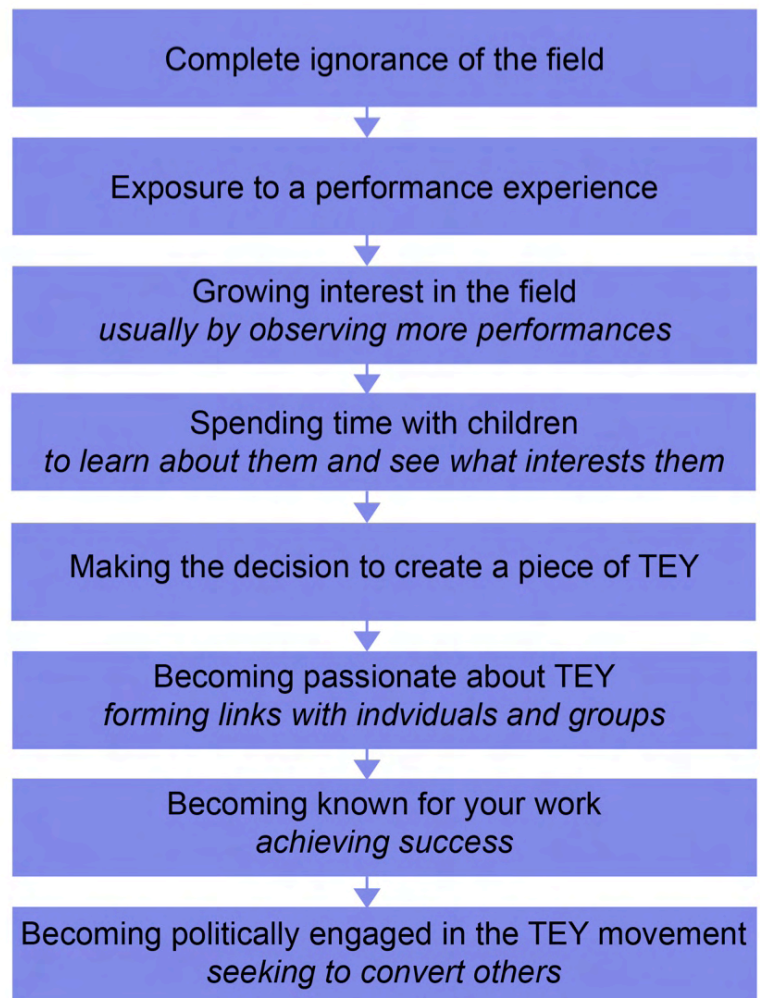 Complete ignorance of the field
Exposure to a performance experience
Growing interest in the field
usually by observing more performances
Spending time with children
to learn about them and see what interests them
Making the decision to create a piece of TEY
Becoming passionate about TEY
forming links with indviduals and groups
Becoming known for your work
achieving success
Becoming politically engaged in the TEY movement
seeking to convert others